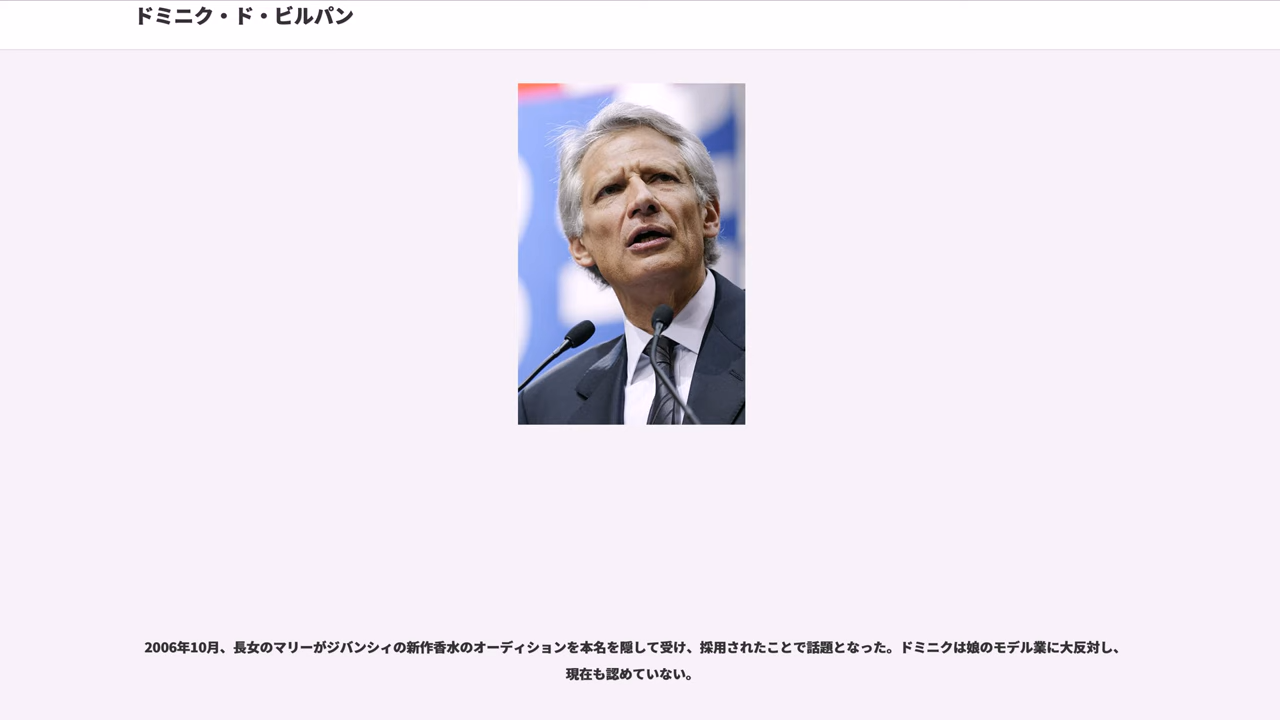 ドミニク・ド・ビルパン
2006年10月、長女のマリーがジバンシィの新作香水のオーディションを本名を隠して受け、採用されたことで話題となった。ドミニクは娘のモデル業に大反対し、
現在も認めていない。